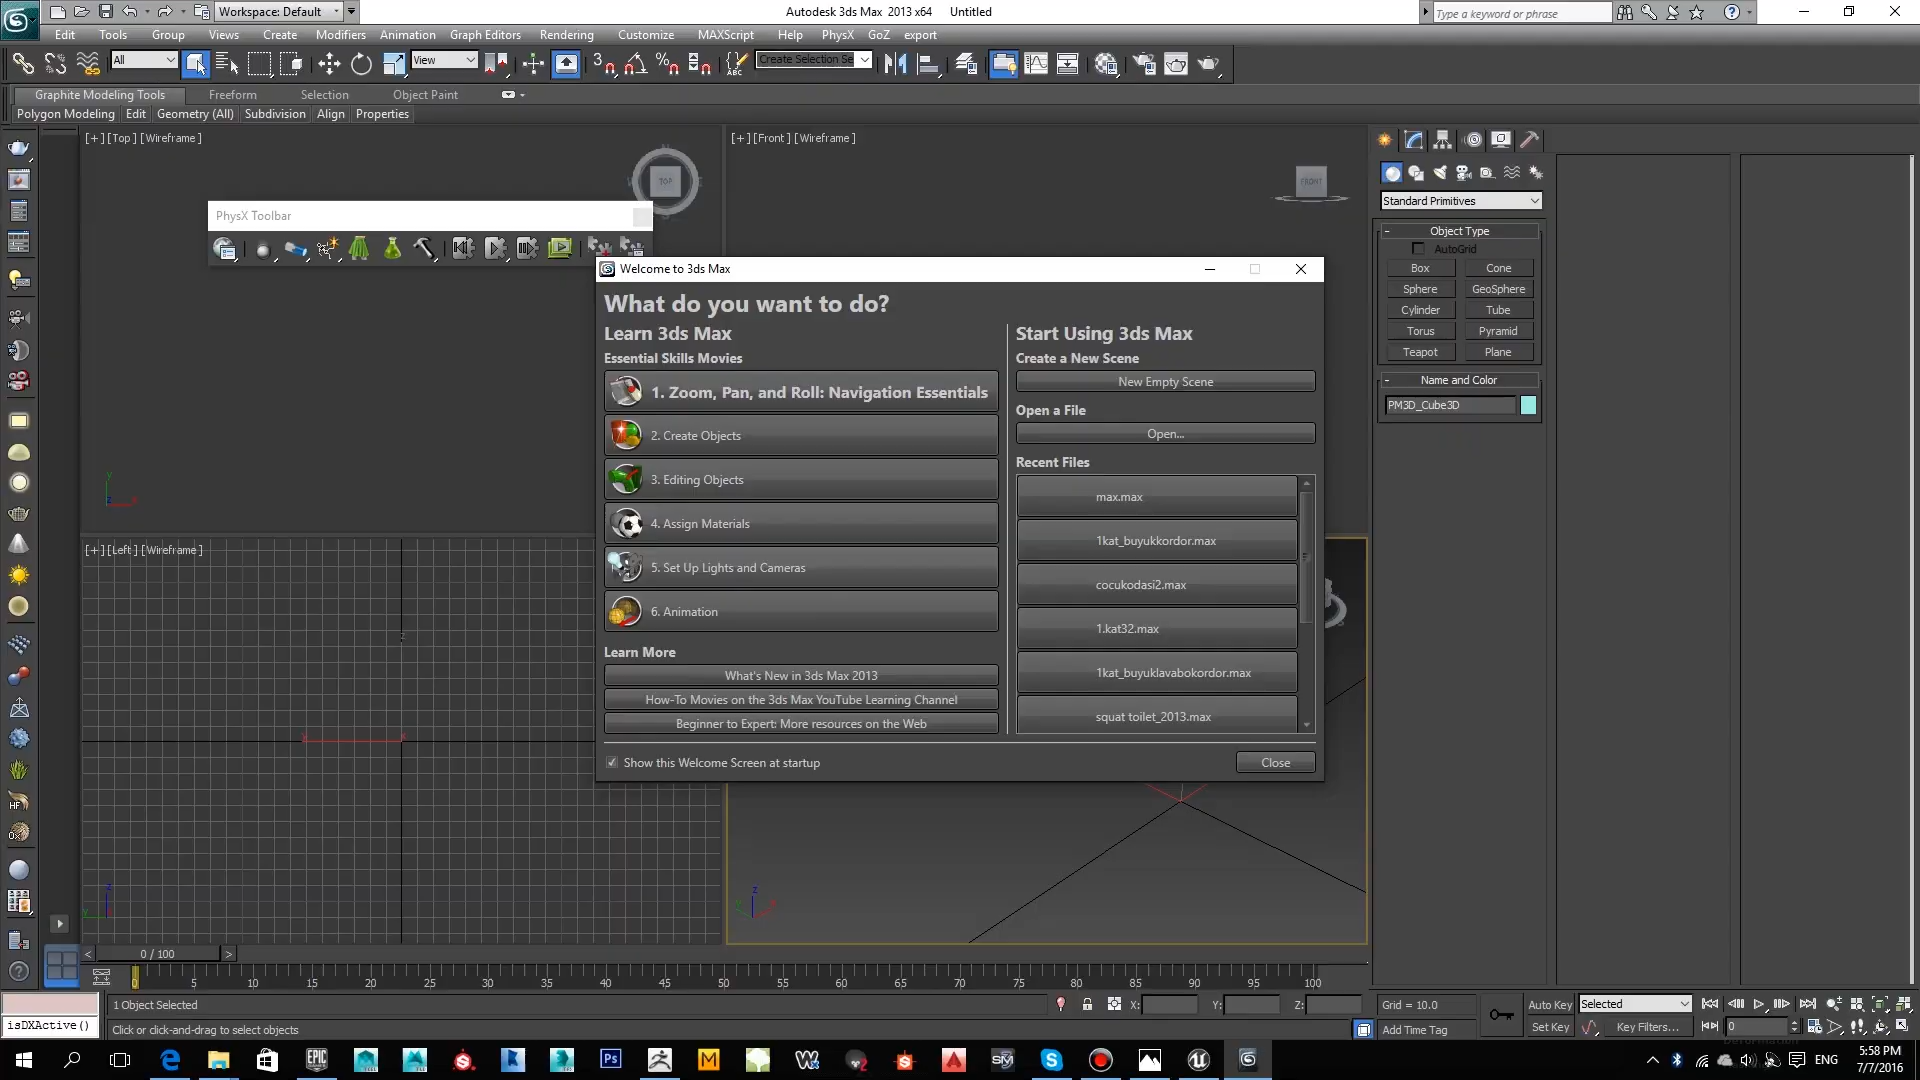 Workspace: Default
Autodesk 3ds Max 2013 x64 Untitled
Type a keyword or phrase
Edit Tools Group Views Create Modifiers Animation Graph Editors Rendering Customize MAXScript Help PhysX GoZ export
All
View
Create Selection Se
Graphite Modeling Tools Freeform Selection Object Paint
Polygon Modeling Edit Geometry (All) Subdivision Align Properties
[+] [Top] [Wireframe]
[+] [Front] [Wireframe]
TOP
FRONT
PhysX Toolbar
Standard Primitives
- Object Type
AutoGrid
Box Cone
Sphere GeoSphere
Cylinder Tube
Torus Pyramid
Teapot Plane
- Name and Color
PM3D_Cube3D
Welcome to 3ds Max
What do you want to do?
Learn 3ds Max
Essential Skills Movies
1. Zoom, Pan, and Roll: Navigation Essentials
2. Create Objects
3. Editing Objects
4. Assign Materials
5. Set Up Lights and Cameras
6. Animation
Learn More
What's New in 3ds Max 2013
How-To Movies on the 3ds Max YouTube Learning Channel
Beginner to Expert: More resources on the Web
Start Using 3ds Max
Create a New Scene
New Empty Scene
Open a File
Open...
Recent Files
max.max
1kat_buyukkordor.max
cocukodasi2.max
1.kat32.max
1kat_buyuklavabokordor.max
squat toilet_2013.max
Show this Welcome Screen at startup
Close
[+] [Left] [Wireframe]
HF
< 0 / 100 >
0 5 10 15 20 25 30 35 40 45 50 55 60 65 70 75 80 85 90 95 100
1 Object Selected
X: Y: Z:
Grid = 10.0
Auto Key Selected
isDXActive()
Click or click-and-drag to select objects
Add Time Tag
Set Key Key Filters...
0
EPIC GAMES
Ps
M
SM
ENG
5:58 PM
7/7/2016